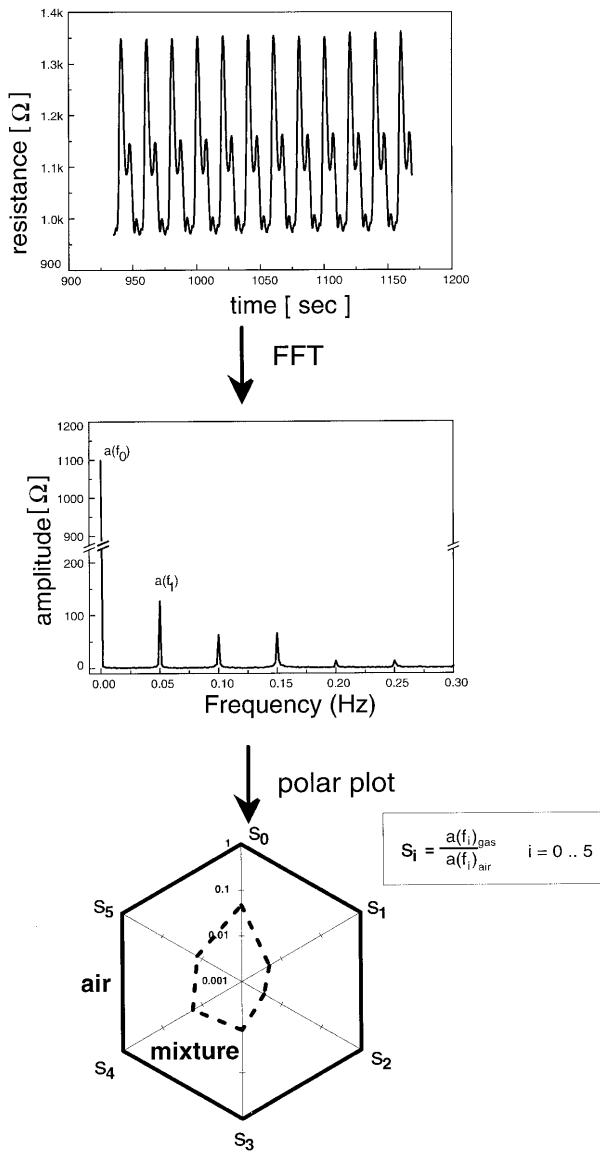 1.4k
1.3k
1.2k
1.1k
1.0k
900
resistance [ Ω ]
900 950 1000 1050 1100 1150 1200
time [ sec ]
FFT
1200
1100
1000
900
200
100
0
amplitude [Ω]
a(f0)
a(f1)
0.00 0.05 0.10 0.15 0.20 0.25 0.30
Frequency (Hz)
polar plot
Si = a(fi)gas / a(fi)air i = 0 .. 5
S0
1
0.1
0.01
0.001
S5
S1
air
mixture
S4
S2
S3